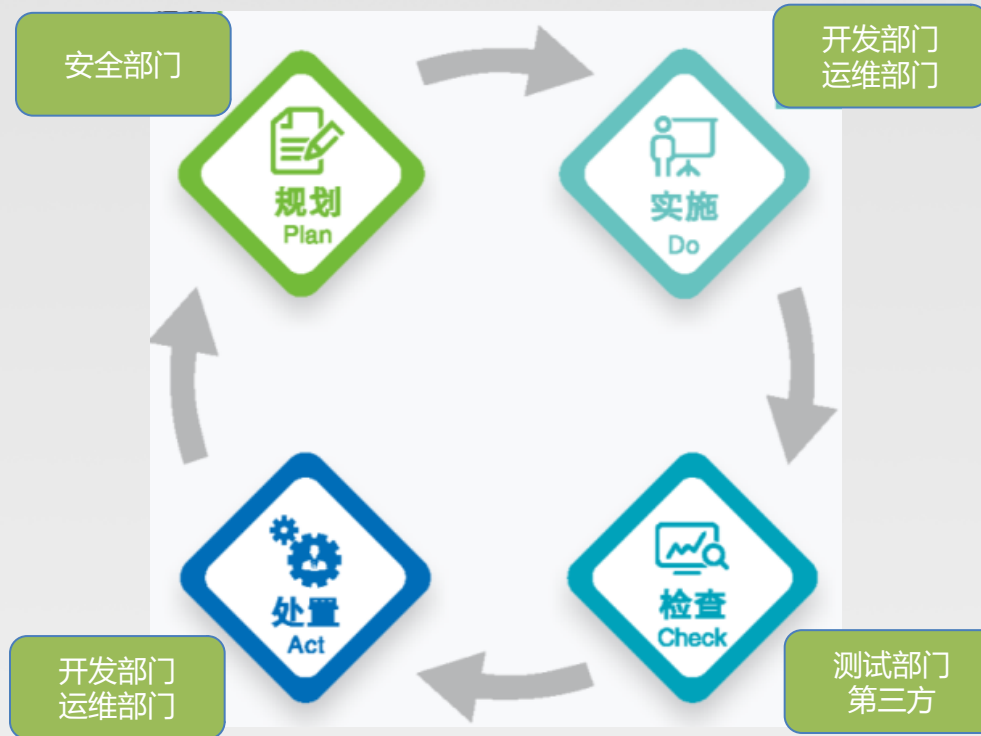 安全部门
开发部门
运维部门
规划
Plan
实施
Do
处置
Act
检查
Check
开发部门
运维部门
测试部门
第三方